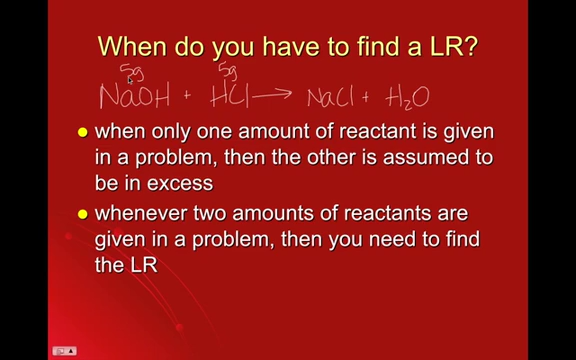 When do you have to find a LR?
5g 5g
NaOH + HCl → NaCl + H₂O
when only one amount of reactant is given
in a problem, then the other is assumed to
be in excess
whenever two amounts of reactants are
given in a problem, then you need to find
the LR